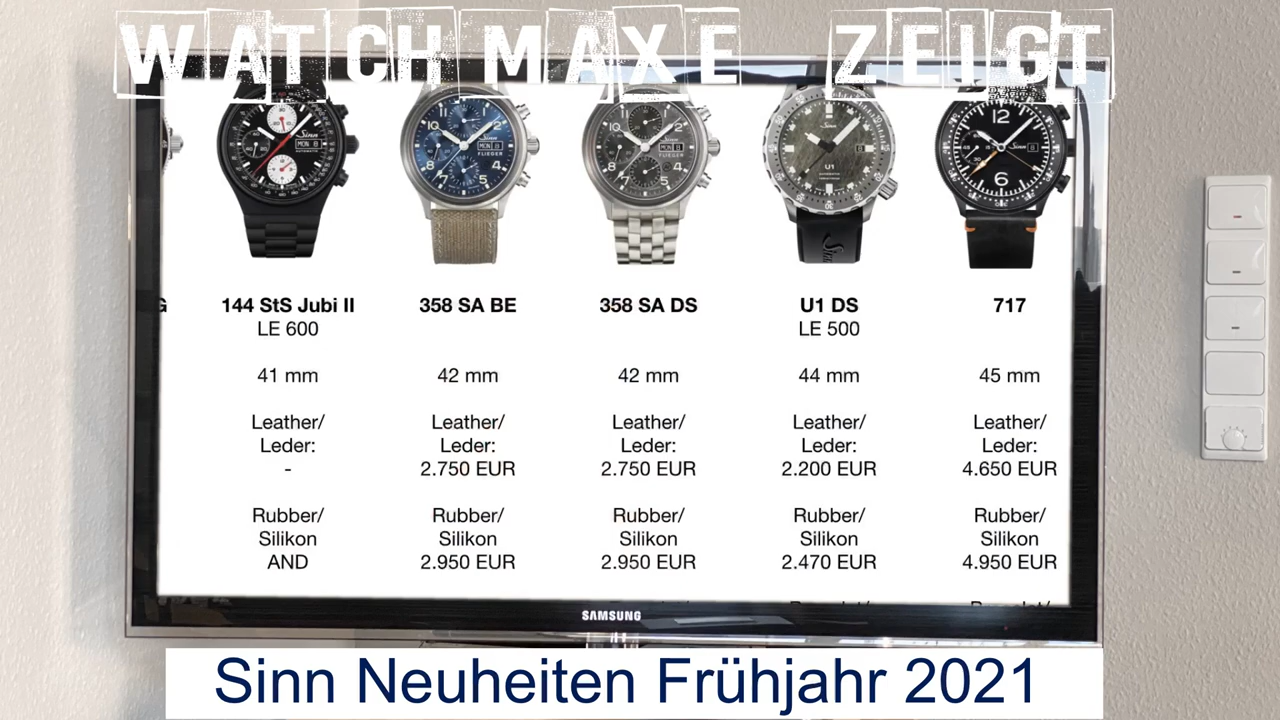 WATCHMAXE ZEIGT
G
144 StS Jubi II
LE 600
41 mm
Leather/
Leder:
-
Rubber/
Silikon
AND
358 SA BE
42 mm
Leather/
Leder:
2.750 EUR
Rubber/
Silikon
2.950 EUR
358 SA DS
42 mm
Leather/
Leder:
2.750 EUR
Rubber/
Silikon
2.950 EUR
U1 DS
LE 500
44 mm
Leather/
Leder:
2.200 EUR
Rubber/
Silikon
2.470 EUR
717
45 mm
Leather/
Leder:
4.650 EUR
Rubber/
Silikon
4.950 EUR
SAMSUNG
Sinn Neuheiten Frühjahr 2021